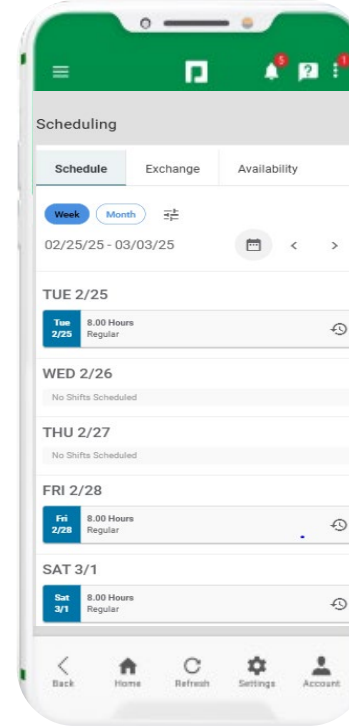 5
?
1
Scheduling
Schedule Exchange Availability
Week Month
02/25/25 - 03/03/25
TUE 2/25
Tue 8.00 Hours
2/25 Regular
WED 2/26
No Shifts Scheduled
THU 2/27
No Shifts Scheduled
FRI 2/28
Fri 8.00 Hours
2/28 Regular
SAT 3/1
Sat 8.00 Hours
3/1 Regular
Back Home Refresh Settings Account